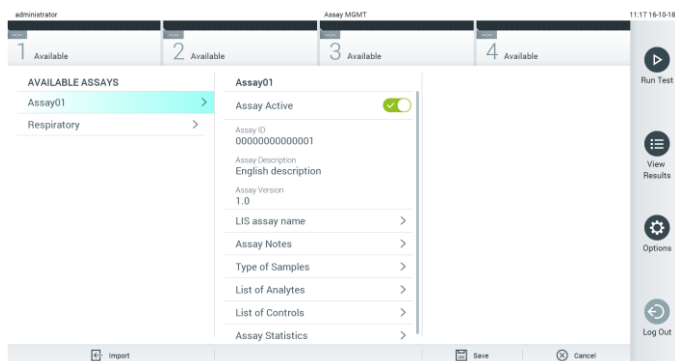 administrator Assay MGMT 11:17 16-10-18
--:-- --:-- --:-- --:--
1 Available 2 Available 3 Available 4 Available
Run Test
AVAILABLE ASSAYS
Assay01
Respiratory
Assay01
Assay Active
Assay ID
00000000000001
Assay Description
English description
Assay Version
1.0
LIS assay name
Assay Notes
Type of Samples
List of Analytes
List of Controls
Assay Statistics
View
Results
Options
Log Out
Import
Save
Cancel